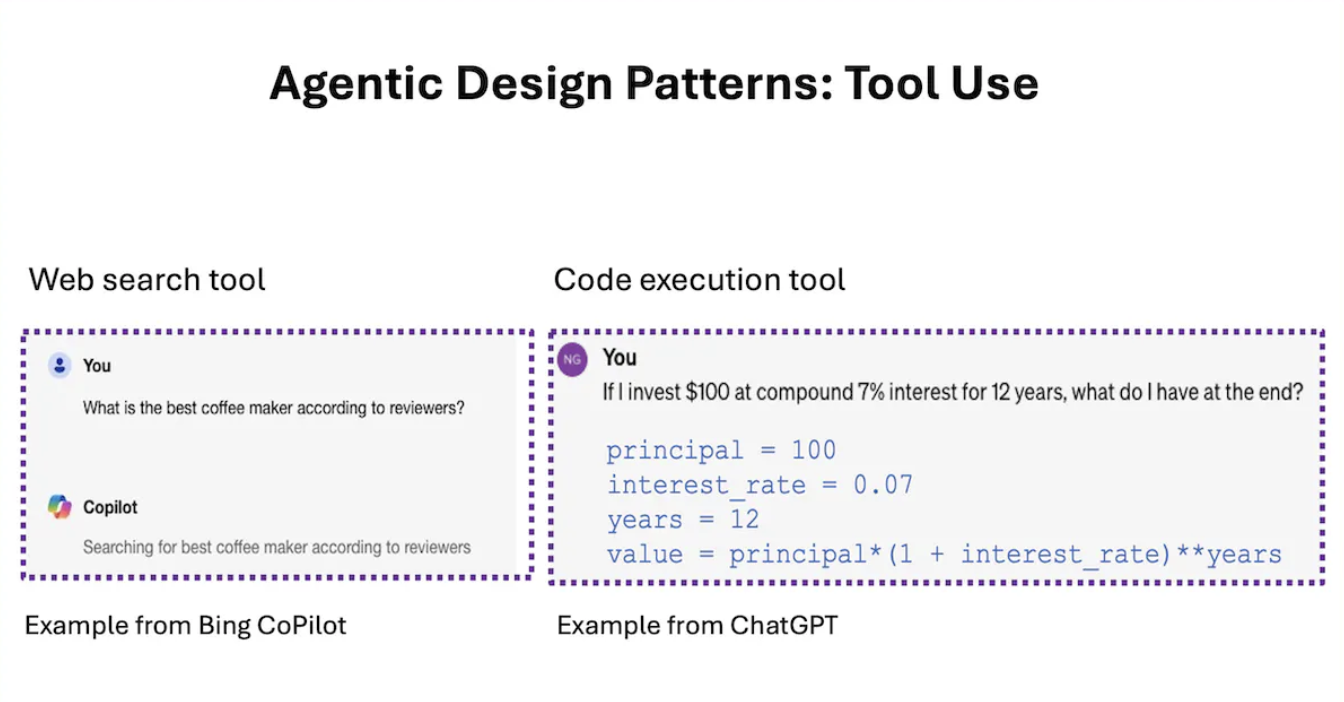 Agentic Design Patterns: Tool Use
Web search tool
You
What is the best coffee maker according to reviewers?
Copilot
Searching for best coffee maker according to reviewers
Example from Bing CoPilot
Code execution tool
NG
You
If I invest $100 at compound 7% interest for 12 years, what do I have at the end?
principal = 100
interest_rate = 0.07
years = 12
value = principal*(1 + interest_rate)**years
Example from ChatGPT